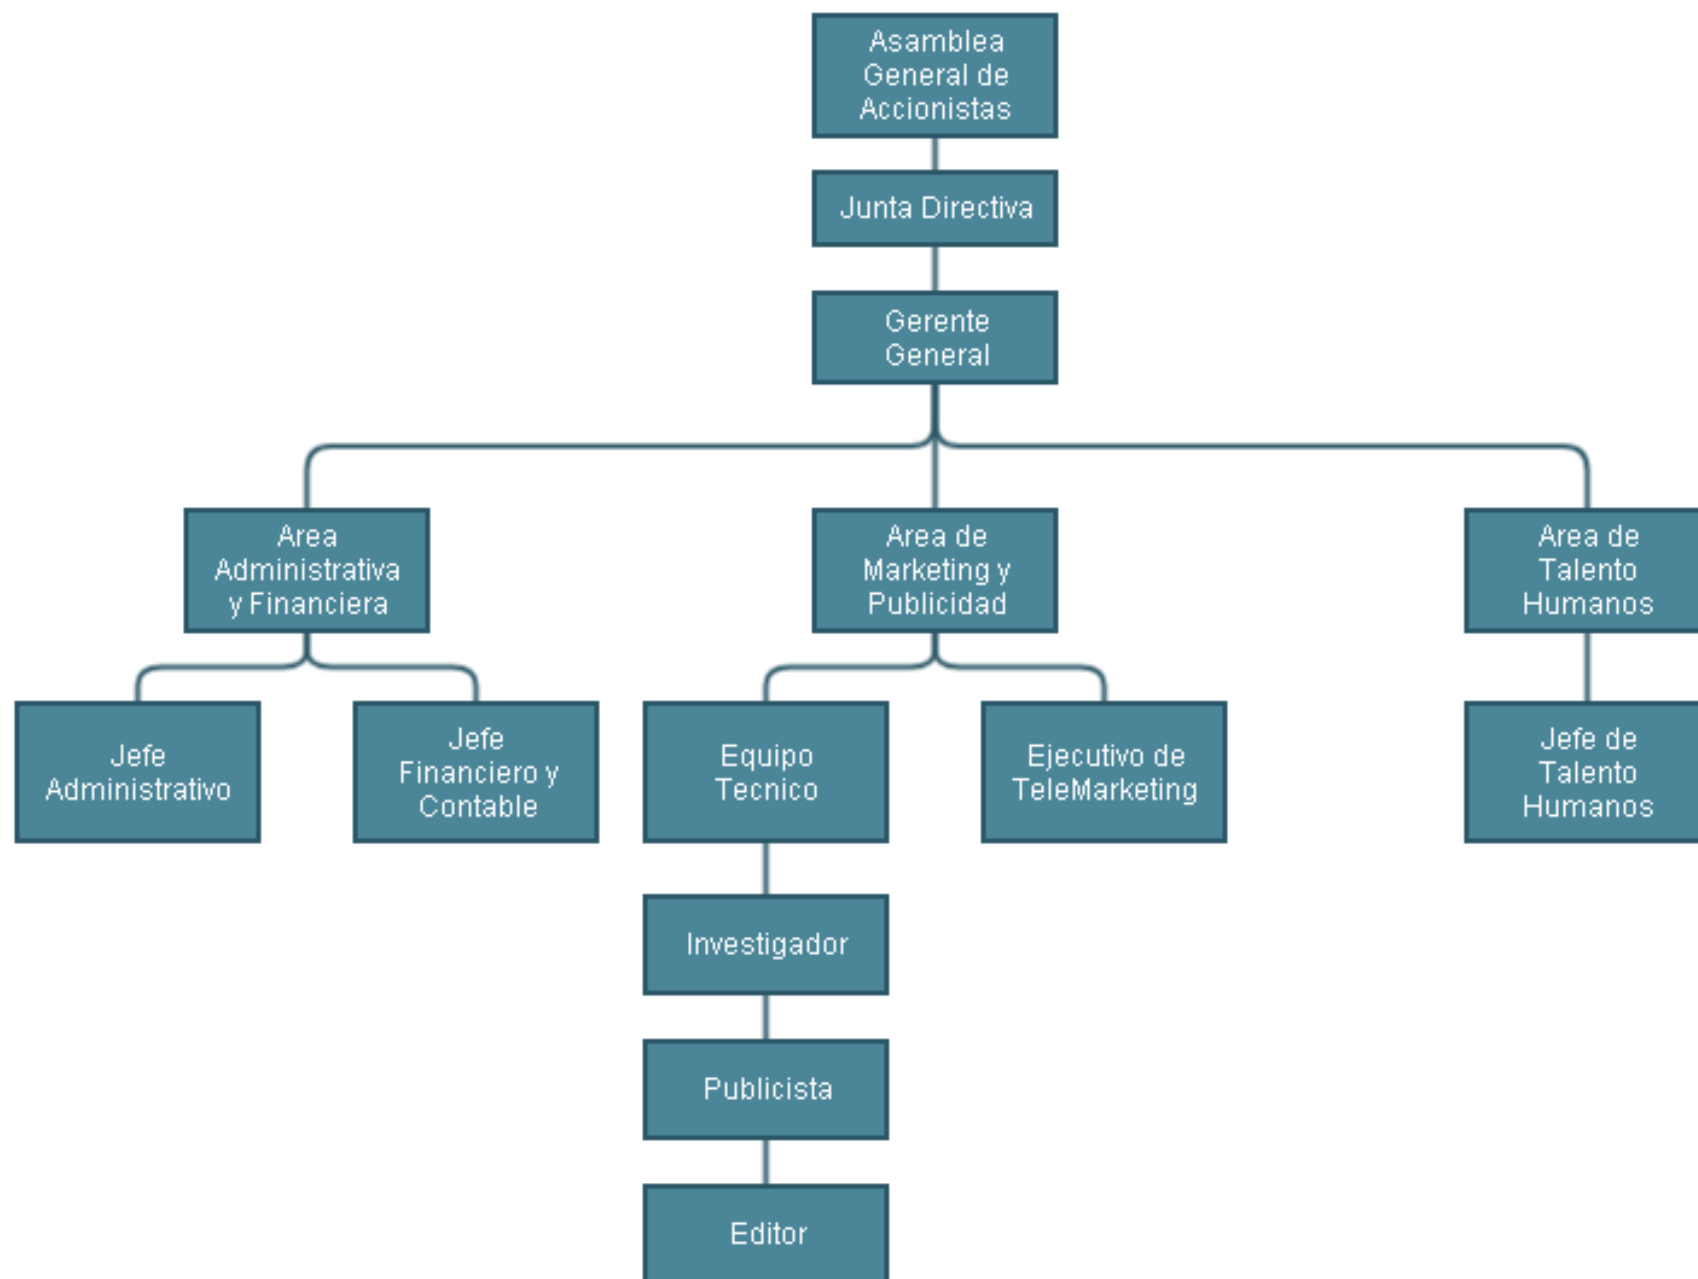 Asamblea
General de
Accionistas
Junta Directiva
Gerente
General
Area
Administrativa
y Financiera
Area de
Marketing y
Publicidad
Area de
Talento
Humanos
Jefe
Administrativo
Jefe
Financiero y
Contable
Equipo
Tecnico
Ejecutivo de
TeleMarketing
Jefe de
Talento
Humanos
Investigador
Publicista
Editor